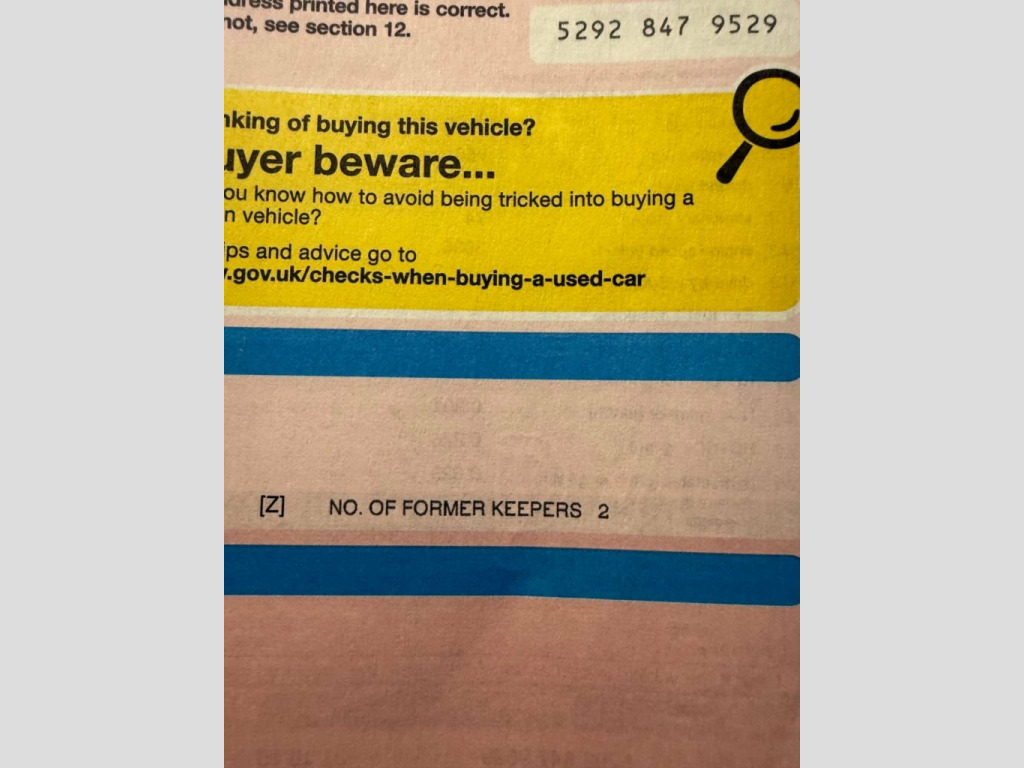 printed here is correct.
not, see section 12.
5292 847 9529
nking of buying this vehicle?
uyer beware...
ou know how to avoid being tricked into buying a
n vehicle?
ps and advice go to
.gov.uk/checks-when-buying-a-used-car
[Z] NO. OF FORMER KEEPERS 2